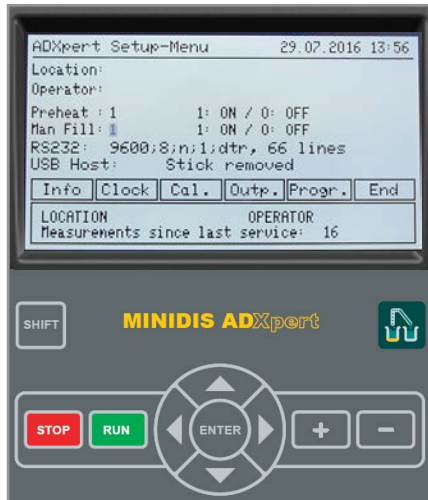 ADXpert Setup-Menu 29.07.2016 13:56
Location:
Operator:
Preheat : 1 1: ON / 0: OFF
Man Fill: 1 1: ON / 0: OFF
RS232: 9600;8;n;1;dtr, 66 lines
USB Host: Stick removed
Info Clock Cal. Outp. Progr. End
LOCATION OPERATOR
Measurements since last service: 16
SHIFT MINIDIS ADXpert
STOP RUN ENTER + -